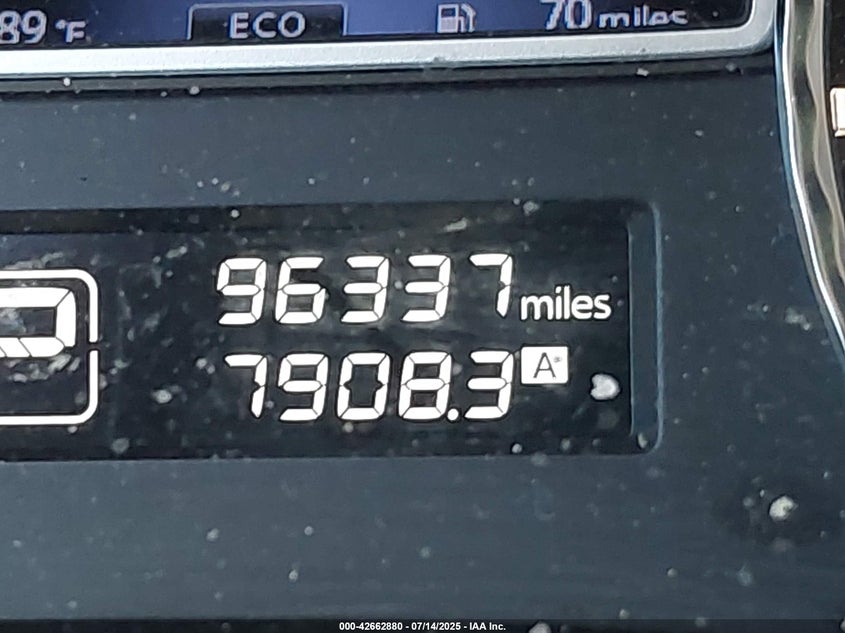 89 °F ECO 70 miles
96337 miles
7908.3 A
000-42662880 - 07/14/2025 - IAA Inc.